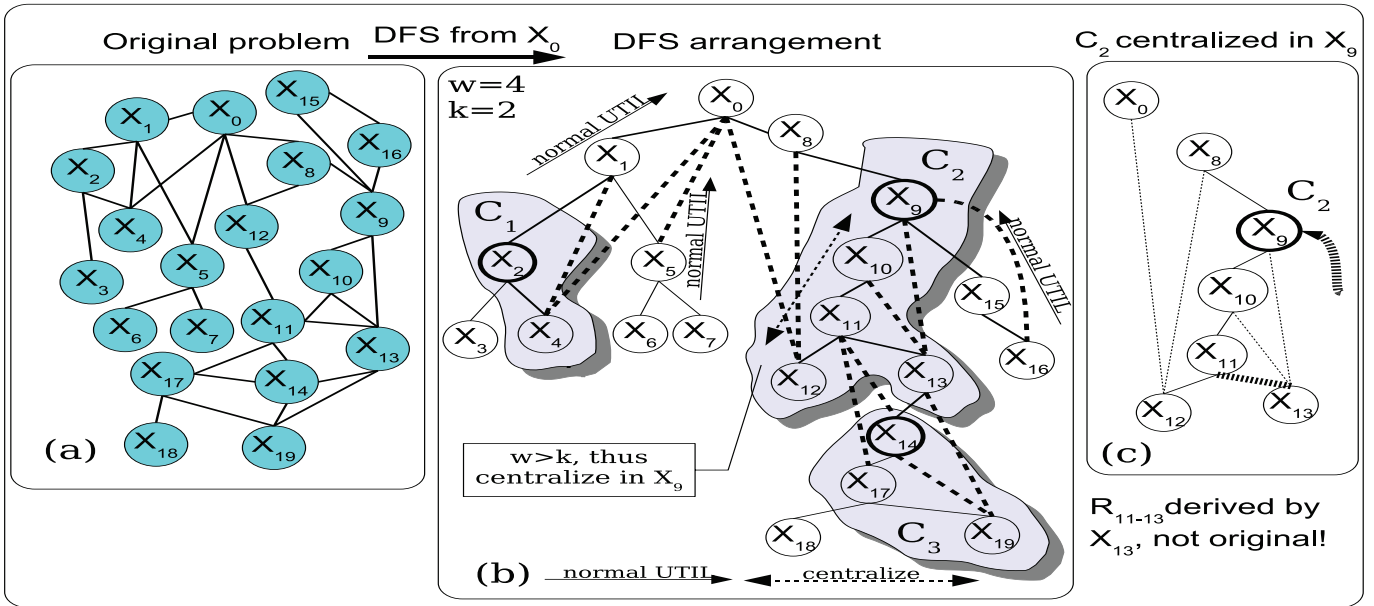 Original problem
DFS from X0
DFS arrangement
C2 centralized in X9
X1
X0
X15
X16
X2
X8
X4
X12
X9
X3
X5
X10
X6
X7
X11
X13
X17
X14
X18
X19
(a)
w=4
k=2
normal UTIL
X0
X8
X1
C1
X2
X5
normal UTIL
X3
X4
X6
X7
C2
X9
X10
X11
X15
normal UTIL
X12
X13
X16
w>k, thus
centralize in X9
X14
X17
C3
X18
X19
(b)
normal UTIL
centralize
X0
X8
C2
X9
X10
X11
X12
X13
(c)
R11-13 derived by
X13, not original!